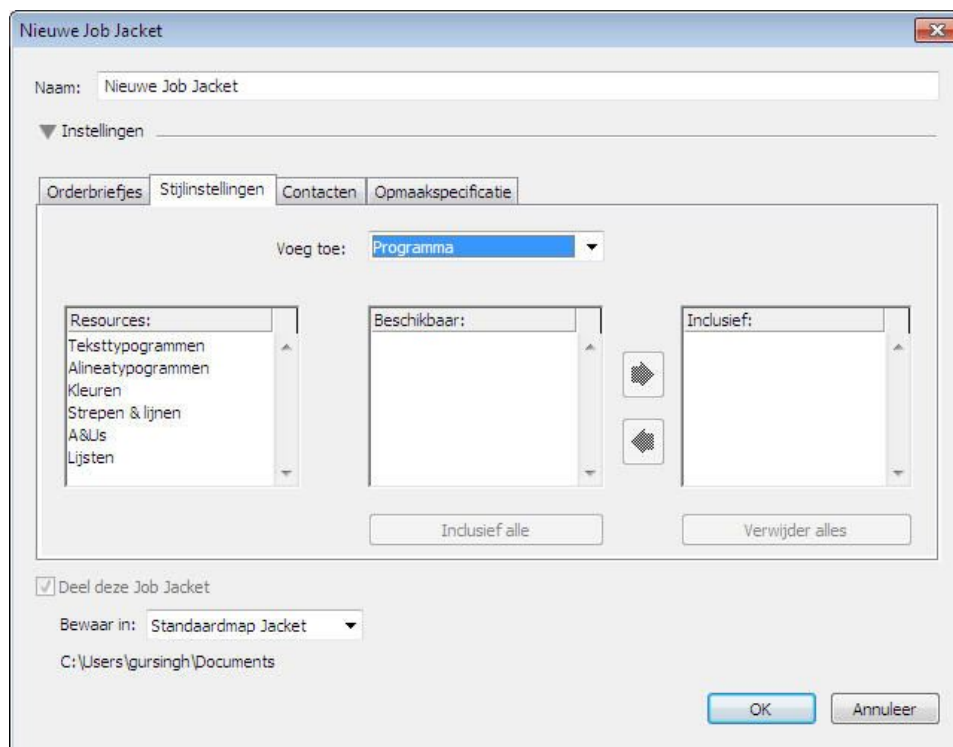 Nieuwe Job Jacket
Naam: Nieuwe Job Jacket
Instellingen
Orderbriefjes Stijlinstellingen Contacten Opmaakspecificatie
Voeg toe: Programma
Resources: Beschikbaar: Inclusief:
Teksttypogrammen
Alineatypogrammen
Kleuren
Strepen & lijnen
A&Us
Lijsten
Inclusief alle Verwijder alles
Deel deze Job Jacket
Bewaar in: Standaardmap Jacket
C:\Users\gursingh\Documents
OK Annuleer